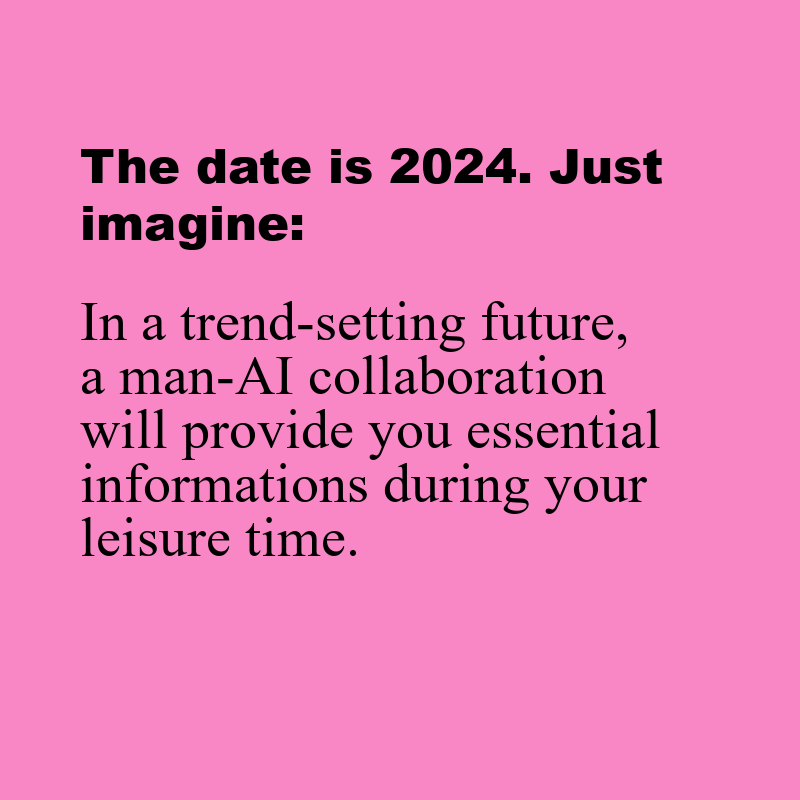 The date is 2024. Just
imagine:
In a trend-setting future,
a man-AI collaboration
will provide you essential
informations during your
leisure time.